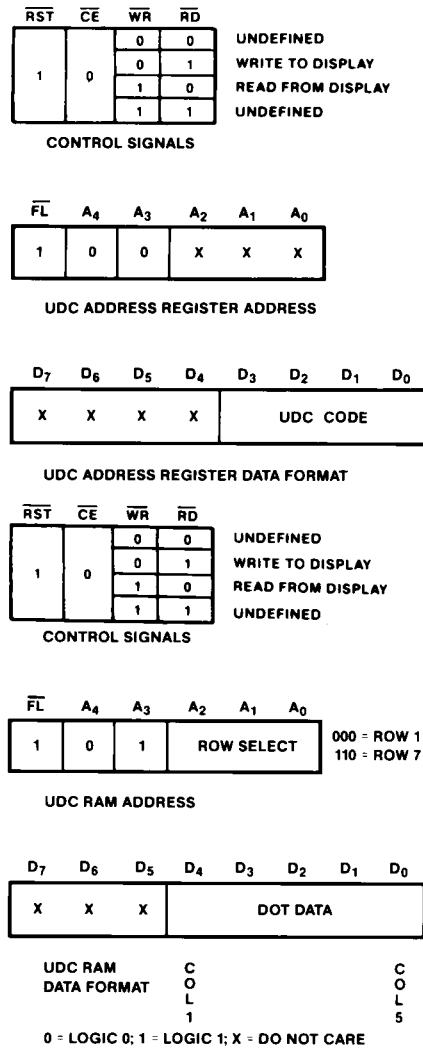 RST CE WR RD
0 0 UNDEFINED
0 1 WRITE TO DISPLAY
1 0
1 0 READ FROM DISPLAY
1 1 UNDEFINED
CONTROL SIGNALS
FL A4 A3 A2 A1 A0
1 0 0 X X X
UDC ADDRESS REGISTER ADDRESS
D7 D6 D5 D4 D3 D2 D1 D0
X X X X UDC CODE
UDC ADDRESS REGISTER DATA FORMAT
RST CE WR RD
0 0 UNDEFINED
0 1 WRITE TO DISPLAY
1 0
1 0 READ FROM DISPLAY
1 1 UNDEFINED
CONTROL SIGNALS
FL A4 A3 A2 A1 A0
1 0 1 ROW SELECT 000 = ROW 1
110 = ROW 7
UDC RAM ADDRESS
D7 D6 D5 D4 D3 D2 D1 D0
X X X DOT DATA
UDC RAM
DATA FORMAT
COL1
COL5
0 = LOGIC 0; 1 = LOGIC 1; X = DO NOT CARE